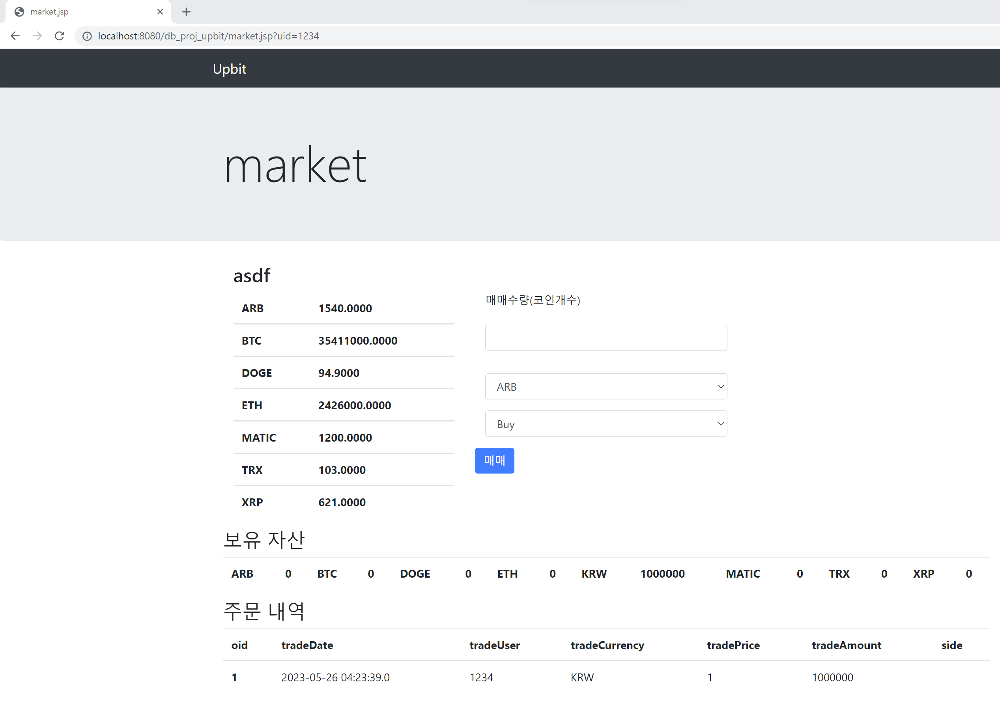 market.jsp
localhost:8080/db_proj_upbit/market.jsp?uid=1234
Upbit
market
asdf
ARB 1540.0000
BTC 35411000.0000
DOGE 94.9000
ETH 2426000.0000
MATIC 1200.0000
TRX 103.0000
XRP 621.0000
매매수량(코인개수)
ARB
Buy
매매
보유 자산
ARB 0 BTC 0 DOGE 0 ETH 0 KRW 1000000 MATIC 0 TRX 0 XRP 0
주문 내역
oid tradeDate tradeUser tradeCurrency tradePrice tradeAmount side
1 2023-05-26 04:23:39.0 1234 KRW 1 1000000